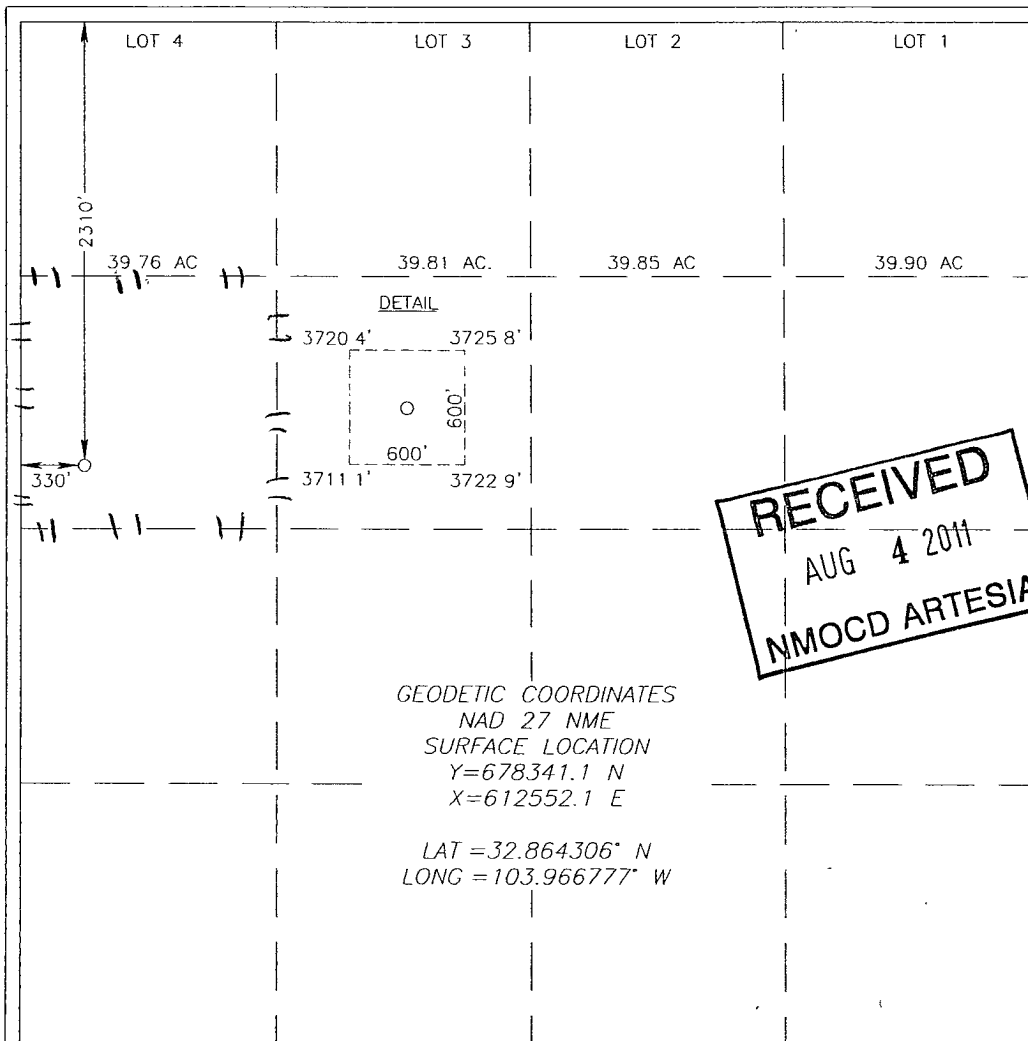 LOT 4
LOT 3
LOT 2
LOT 1
2310'
39.76 AC
39.81 AC.
39.85 AC
39.90 AC
DETAIL
3720 4'
3725 8'
600'
600'
330'
3711 1'
3722 9'
RECEIVED
AUG 4 2011
NMOCD ARTESIA
GEODETIC COORDINATES
NAD 27 NME
SURFACE LOCATION
Y=678341.1 N
X=612552.1 E
LAT =32.864306° N
LONG =103.966777° W